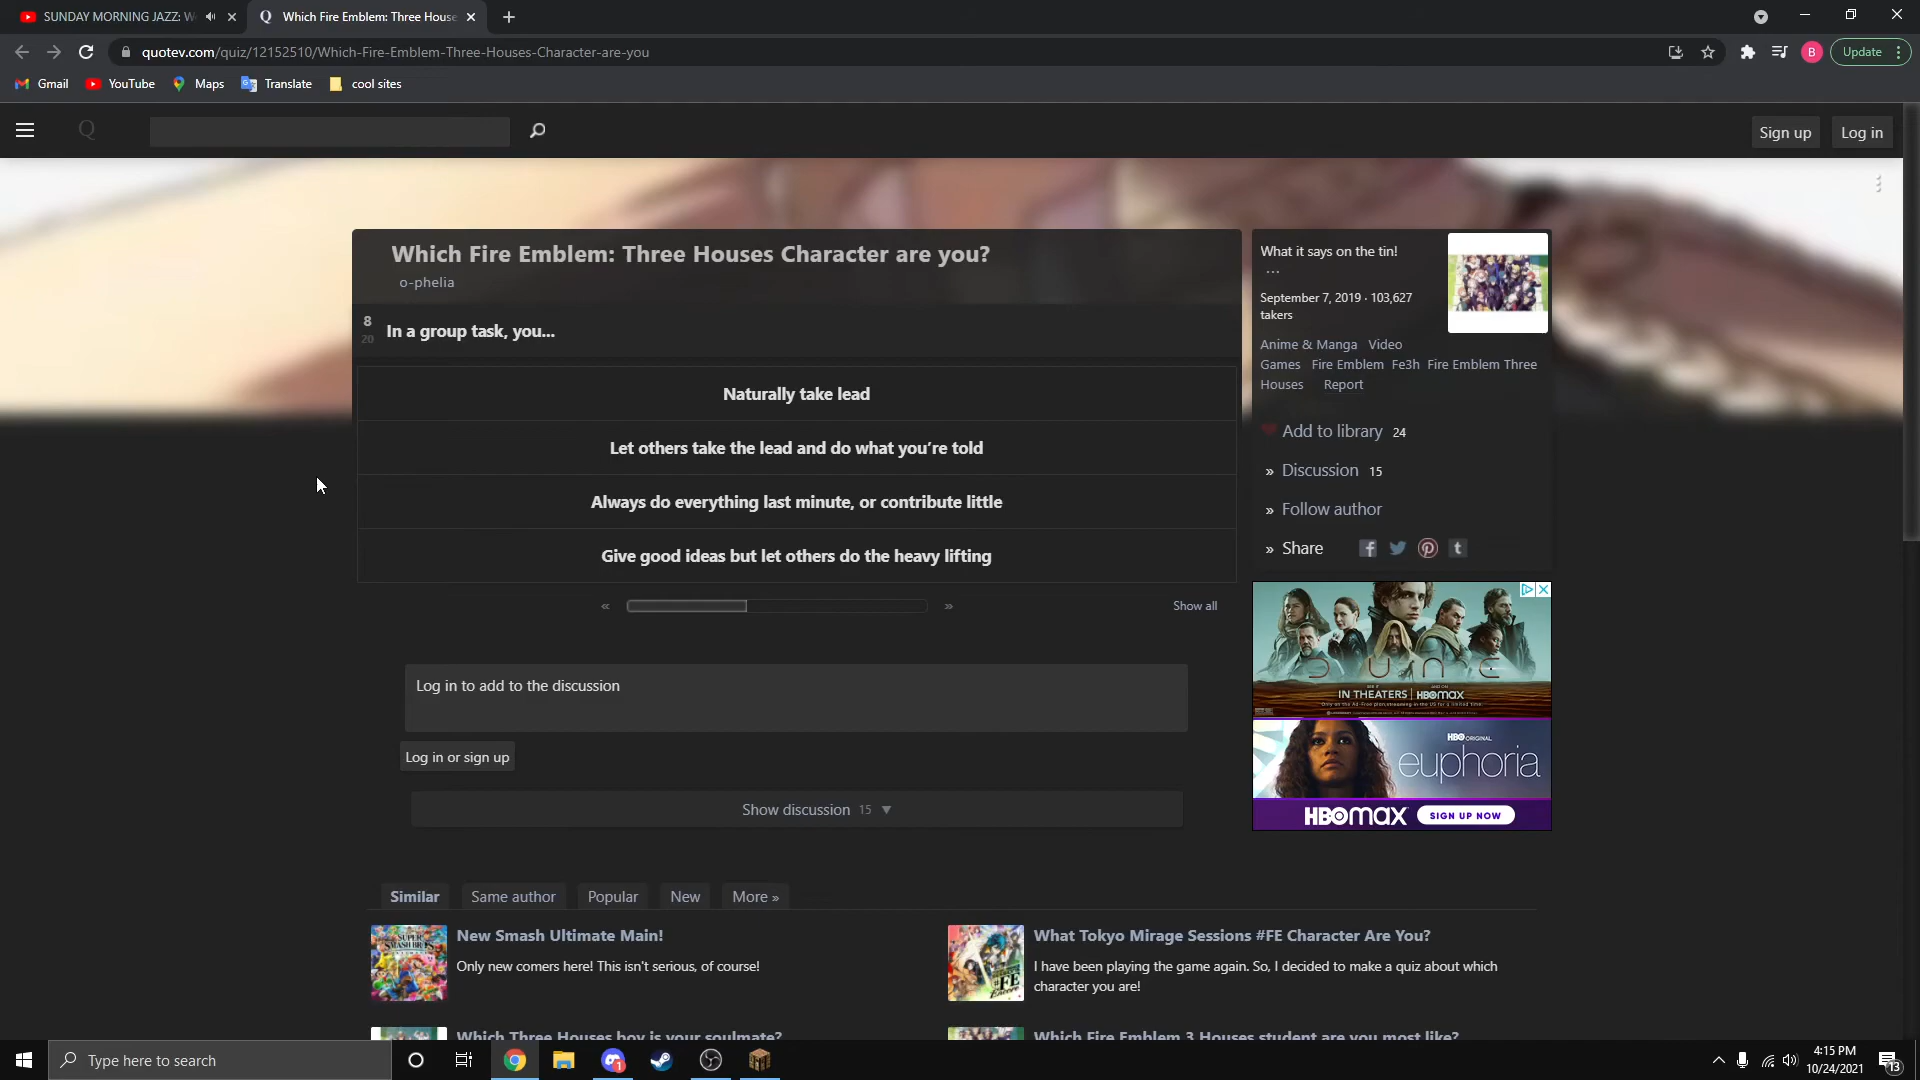 SUNDAY MORNING JAZZ: W
Which Fire Emblem: Three House
quotev.com/quiz/12152510/Which-Fire-Emblem-Three-Houses-Character-are-you
B
Update
Gmail
YouTube
Maps
Translate
cool sites
Q
Sign up
Log in
Which Fire Emblem: Three Houses Character are you?
o-phelia
8
20
In a group task, you...
Naturally take lead
Let others take the lead and do what you’re told
Always do everything last minute, or contribute little
Give good ideas but let others do the heavy lifting
« »
Show all
What it says on the tin!
...
September 7, 2019 · 103,627
takers
Anime & Manga Video
Games Fire Emblem Fe3h Fire Emblem Three
Houses Report
Add to library 24
» Discussion 15
» Follow author
» Share
DUNE
IN THEATERS | HBOMAX
HBO ORIGINAL
euphoria
HBOMAX SIGN UP NOW
Log in to add to the discussion
Log in or sign up
Show discussion 15 ▼
Similar
Same author
Popular
New
More »
New Smash Ultimate Main!
Only new comers here! This isn't serious, of course!
What Tokyo Mirage Sessions #FE Character Are You?
I have been playing the game again. So, I decided to make a quiz about which
character you are!
Which Three Houses boy is your soulmate?
Which Fire Emblem 3 Houses student are you most like?
Type here to search
1
4:15 PM
10/24/2021
13